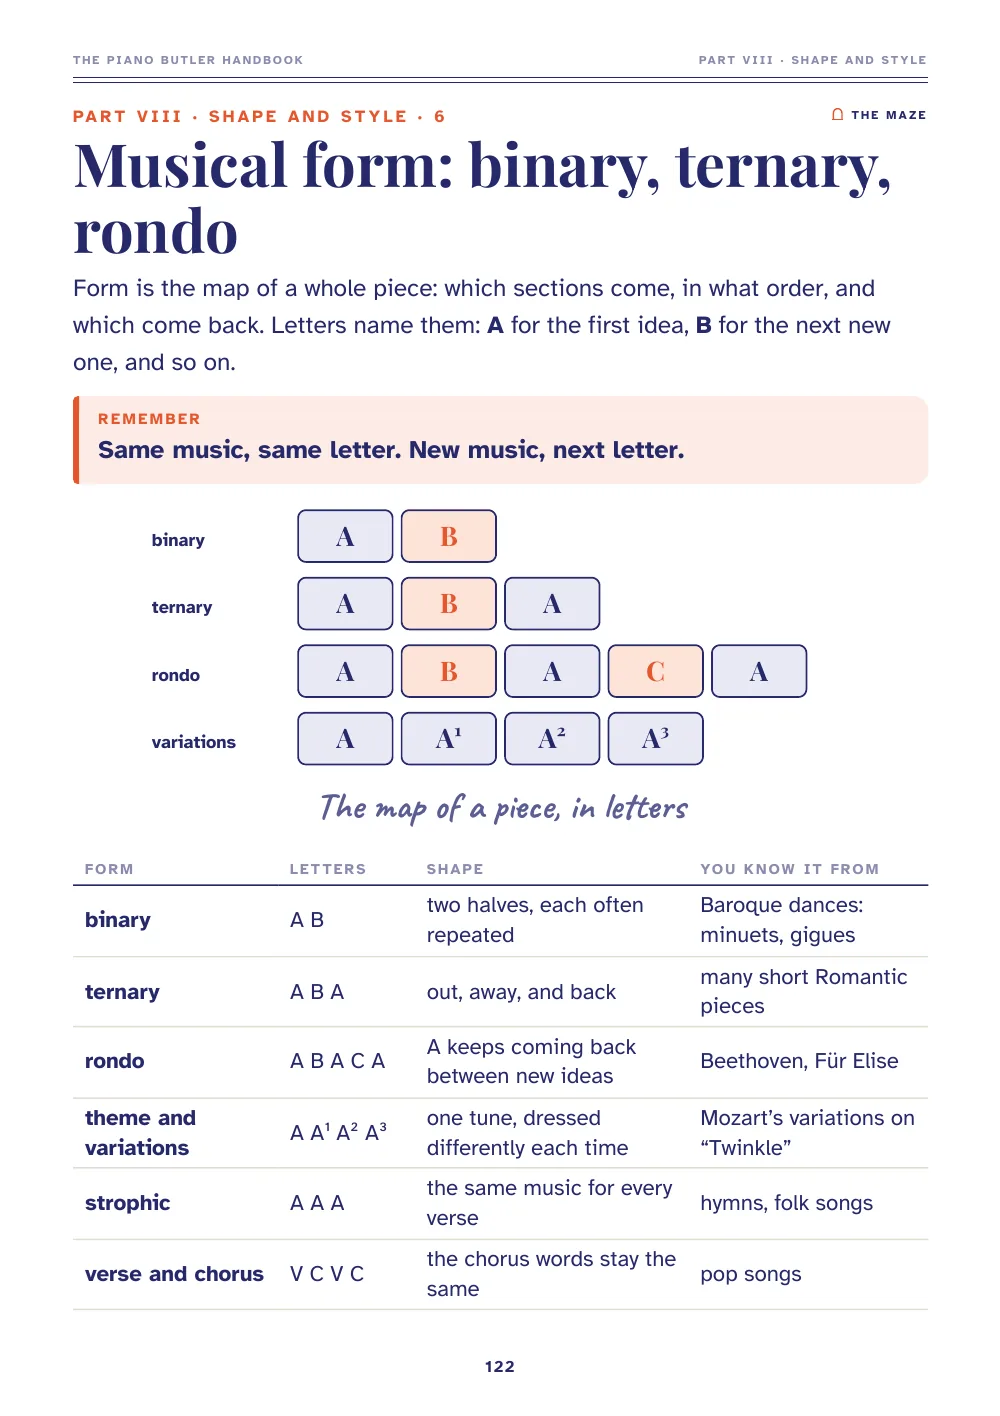 THE PIANO BUTLER HANDBOOK
PART VIII · SHAPE AND STYLE
PART VIII · SHAPE AND STYLE · 6
THE MAZE
Musical form: binary, ternary,
rondo
Form is the map of a whole piece: which sections come, in what order, and
which come back. Letters name them: A for the first idea, B for the next new
one, and so on.
REMEMBER
Same music, same letter. New music, next letter.
binary A B
ternary A B A
rondo A B A C A
variations A A¹ A² A³
The map of a piece, in letters
FORM LETTERS SHAPE YOU KNOW IT FROM
binary A B two halves, each often repeated Baroque dances: minuets, gigues
ternary A B A out, away, and back many short Romantic pieces
rondo A B A C A A keeps coming back between new ideas Beethoven, Für Elise
theme and variations A A¹ A² A³ one tune, dressed differently each time Mozart’s variations on “Twinkle”
strophic A A A the same music for every verse hymns, folk songs
verse and chorus V C V C the chorus words stay the same pop songs
122